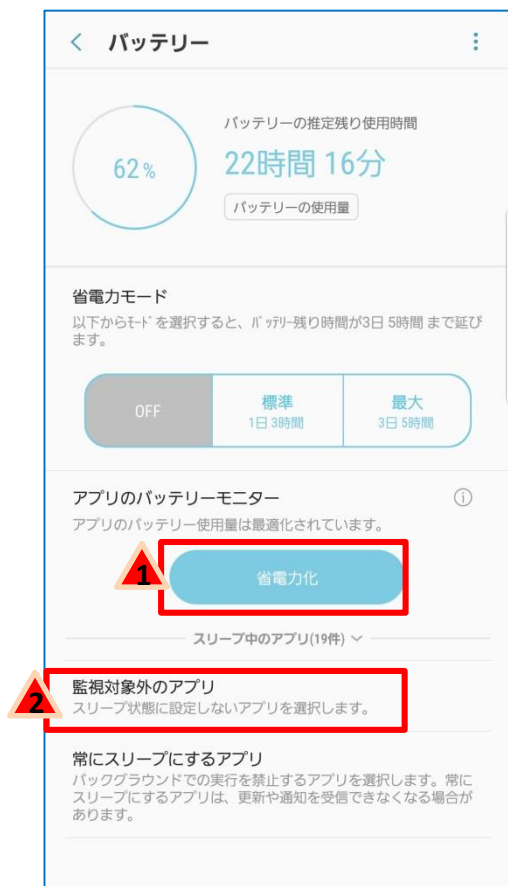 バッテリー
バッテリーの推定残り使用時間
62%
22時間 16分
バッテリーの使用量
省電力モード
以下からﾓｰﾄﾞを選択すると、ﾊﾞｯﾃﾘｰ残り時間が3日 5時間 まで延び
ます。
OFF
標準
1日 3時間
最大
3日 5時間
アプリのバッテリーモニター
アプリのバッテリー使用量は最適化されています。
1
省電力化
スリープ中のアプリ(19件)
2
監視対象外のアプリ
スリープ状態に設定しないアプリを選択します。
常にスリープにするアプリ
バックグラウンドでの実行を禁止するアプリを選択します。常に
スリープにするアプリは、更新や通知を受信できなくなる場合が
あります。